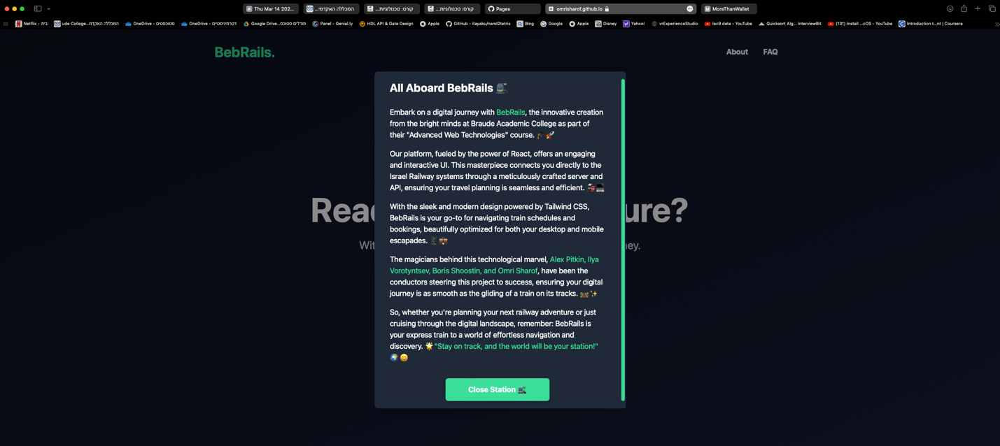 Thu Mar 14 202...
המכללה האקדמי...
קורס: טכנולוגיות...
קורס: טכנולוגיות...
Pages
omrisharof.github.io
MoreThanWallet
Netflix - בית
ude College...המכללה האקדמ
OneDrive - סטוכסטים
OneDrive - דטרמיניסטים
Google Drive...מודלים סטוכס
Panel - Genial.ly
HDL API & Gate Design
Apple
GitHub - itayabu/nand2tetris
Bing
Google
Apple
Disney
Yahoo!
vrExperienceStudio
lec9 data - YouTube
Quicksort Alg... InterviewBit
(131) Install ...cOS - YouTube
Introduction t...nt | Coursera
BebRails.
About
FAQ
All Aboard BebRails 🚂
Embark on a digital journey with BebRails, the innovative creation
from the bright minds at Braude Academic College as part of
their "Advanced Web Technologies" course. 🎓🚀
Our platform, fueled by the power of React, offers an engaging
and interactive UI. This masterpiece connects you directly to the
Israel Railway systems through a meticulously crafted server and
API, ensuring your travel planning is seamless and efficient.
With the sleek and modern design powered by Tailwind CSS,
BebRails is your go-to for navigating train schedules and
bookings, beautifully optimized for both your desktop and mobile
escapades.
The magicians behind this technological marvel, Alex Pitkin, Ilya
Vorotyntsev, Boris Shoostin, and Omri Sharof, have been the
conductors steering this project to success, ensuring your digital
journey is as smooth as the gliding of a train on its tracks. 🛤️✨
So, whether you're planning your next railway adventure or just
cruising through the digital landscape, remember: BebRails is
your express train to a world of effortless navigation and
discovery. 🌟"Stay on track, and the world will be your station!"
🌍😄
Close Station 🚂